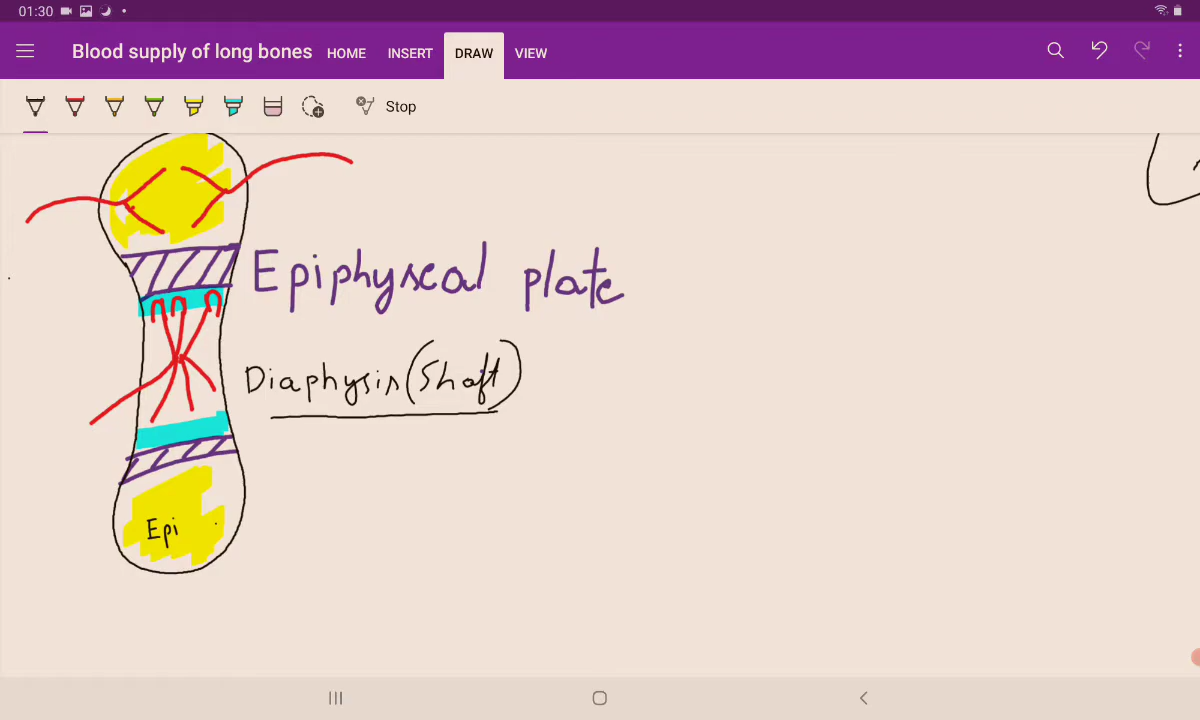 01:30
Blood supply of long bones HOME INSERT DRAW VIEW
Stop
Epiphyseal plate
Diaphysis (Shaft)
Epi